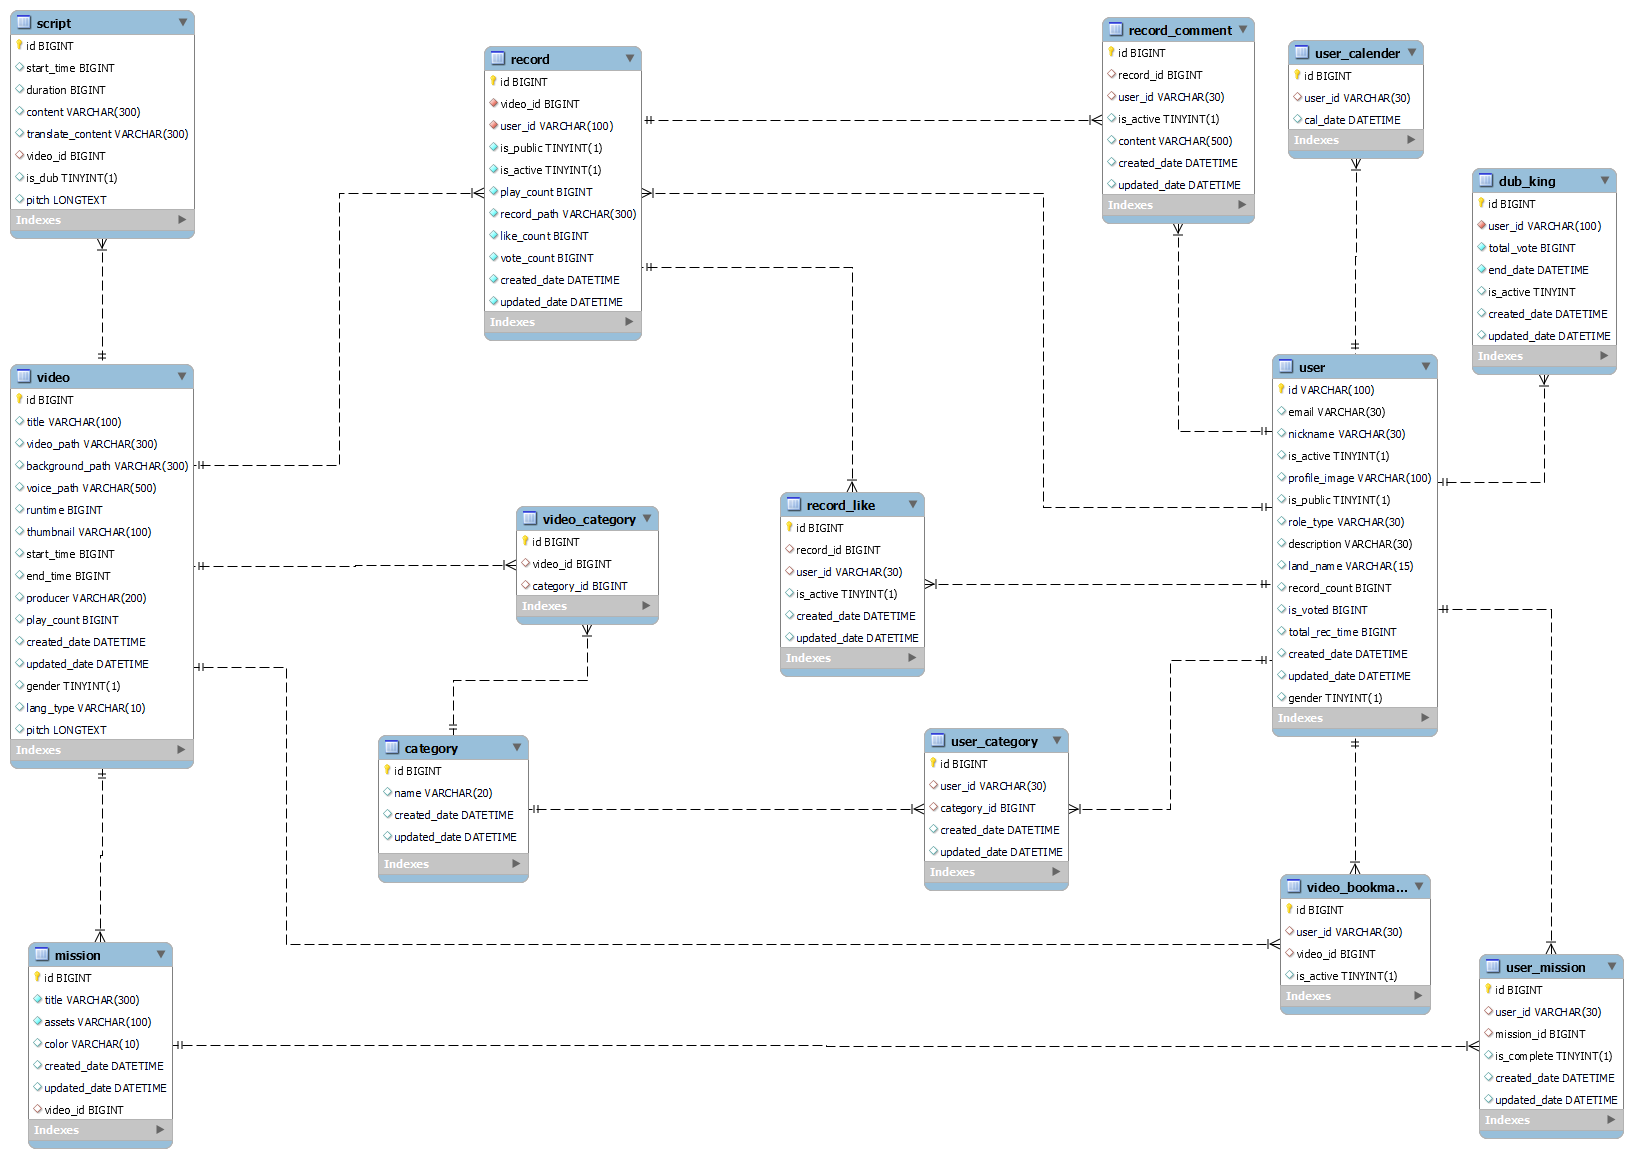 script
id BIGINT
start_time BIGINT
duration BIGINT
content VARCHAR(300)
translate_content VARCHAR(300)
video_id BIGINT
is_dub TINYINT(1)
pitch LONGTEXT
Indexes
record
id BIGINT
video_id BIGINT
user_id VARCHAR(100)
is_public TINYINT(1)
is_active TINYINT(1)
play_count BIGINT
record_path VARCHAR(300)
like_count BIGINT
vote_count BIGINT
created_date DATETIME
updated_date DATETIME
Indexes
record_comment
id BIGINT
record_id BIGINT
user_id VARCHAR(30)
is_active TINYINT(1)
content VARCHAR(500)
created_date DATETIME
updated_date DATETIME
Indexes
user_calender
id BIGINT
user_id VARCHAR(30)
cal_date DATETIME
Indexes
dub_king
id BIGINT
user_id VARCHAR(100)
total_vote BIGINT
end_date DATETIME
is_active TINYINT
created_date DATETIME
updated_date DATETIME
Indexes
video
id BIGINT
title VARCHAR(100)
video_path VARCHAR(300)
background_path VARCHAR(300)
voice_path VARCHAR(500)
runtime BIGINT
thumbnail VARCHAR(100)
start_time BIGINT
end_time BIGINT
producer VARCHAR(200)
play_count BIGINT
created_date DATETIME
updated_date DATETIME
gender TINYINT(1)
lang_type VARCHAR(10)
pitch LONGTEXT
Indexes
video_category
id BIGINT
video_id BIGINT
category_id BIGINT
Indexes
record_like
id BIGINT
record_id BIGINT
user_id VARCHAR(30)
is_active TINYINT(1)
created_date DATETIME
updated_date DATETIME
Indexes
user
id VARCHAR(100)
email VARCHAR(30)
nickname VARCHAR(30)
is_active TINYINT(1)
profile_image VARCHAR(100)
is_public TINYINT(1)
role_type VARCHAR(30)
description VARCHAR(30)
land_name VARCHAR(15)
record_count BIGINT
is_voted BIGINT
total_rec_time BIGINT
created_date DATETIME
updated_date DATETIME
gender TINYINT(1)
Indexes
category
id BIGINT
name VARCHAR(20)
created_date DATETIME
updated_date DATETIME
Indexes
user_category
id BIGINT
user_id VARCHAR(30)
category_id BIGINT
created_date DATETIME
updated_date DATETIME
Indexes
video_bookma...
id BIGINT
user_id VARCHAR(30)
video_id BIGINT
is_active TINYINT(1)
Indexes
mission
id BIGINT
title VARCHAR(300)
assets VARCHAR(100)
color VARCHAR(10)
created_date DATETIME
updated_date DATETIME
video_id BIGINT
Indexes
user_mission
id BIGINT
user_id VARCHAR(30)
mission_id BIGINT
is_complete TINYINT(1)
created_date DATETIME
updated_date DATETIME
Indexes